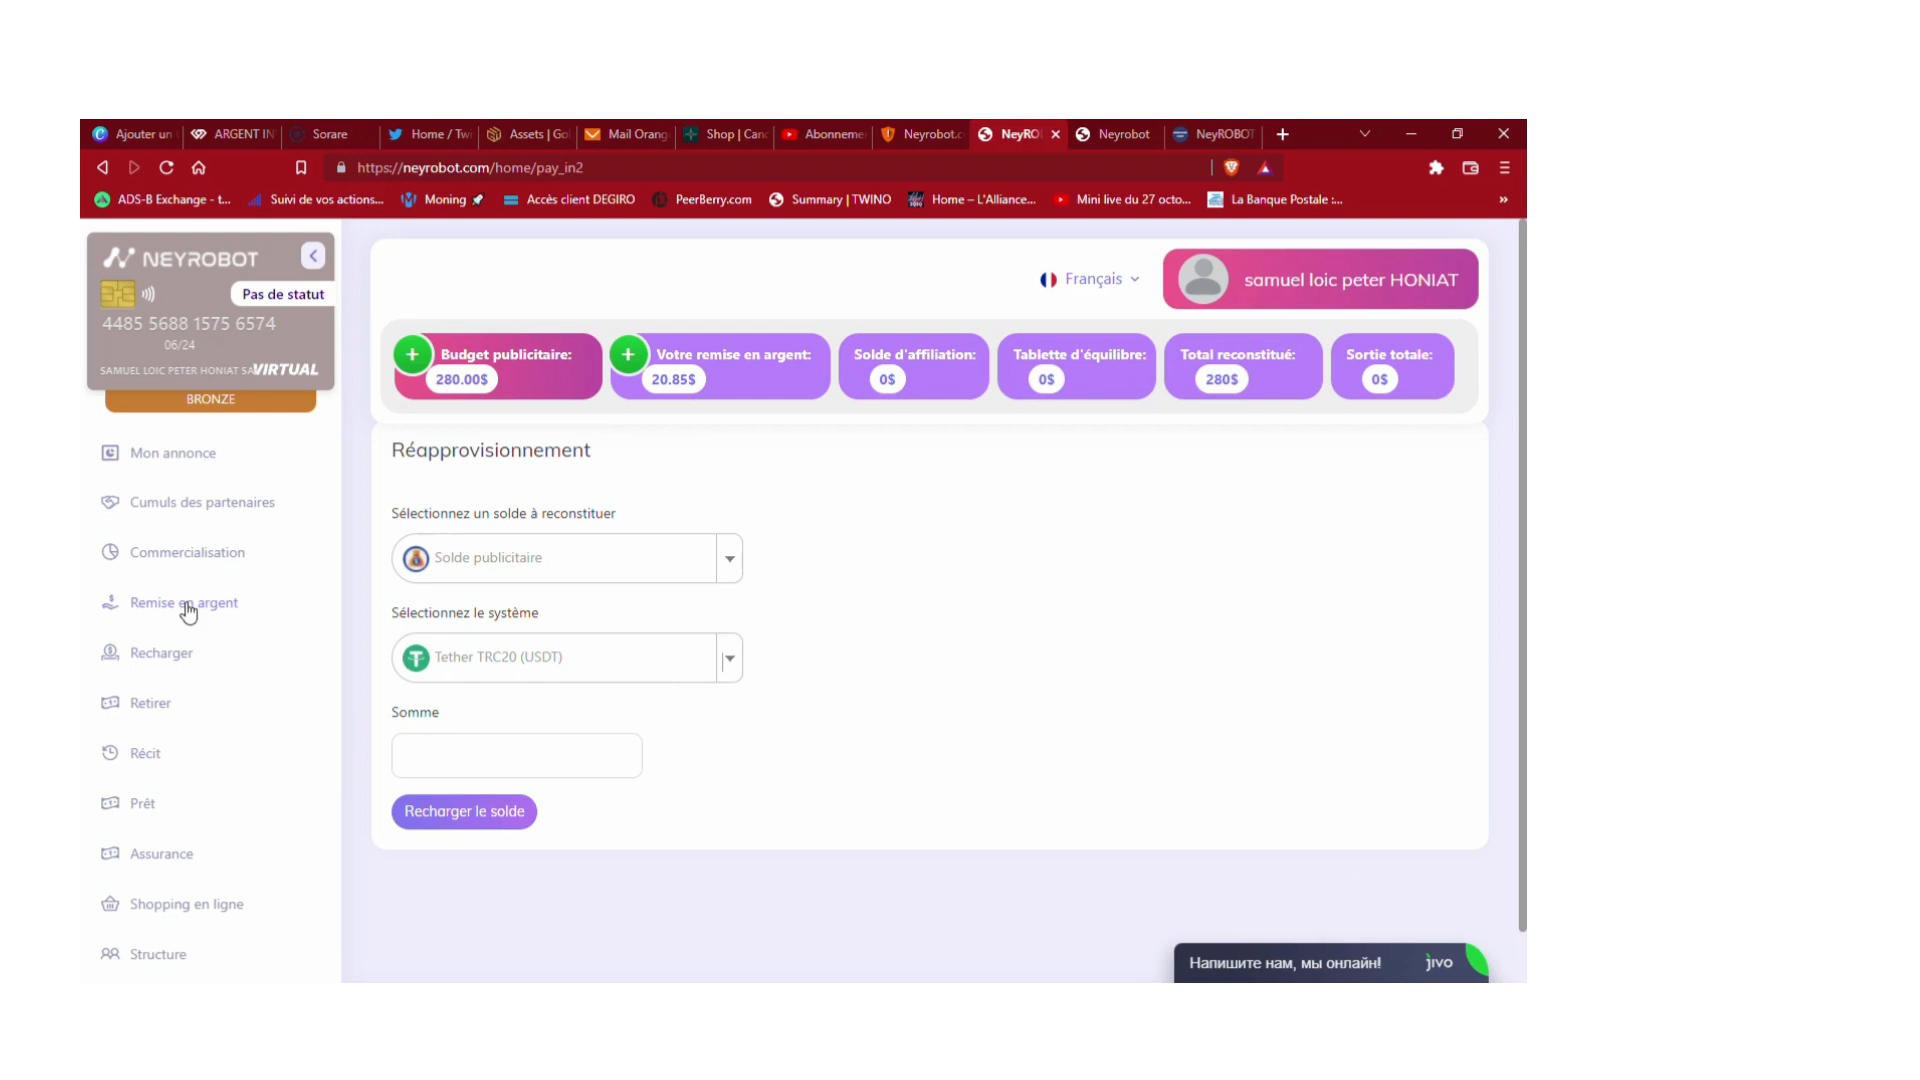 Ajouter un ARGENT IN Sorare Home / Twi Assets | Gol Mail Orang Shop | Canc Abonneme Neyrobot.c NeyRO Neyrobot NeyROBOT
https://neyrobot.com/home/pay_in2
ADS-B Exchange - t... Suivi de vos actions... Moning Accès client DEGIRO PeerBerry.com Summary | TWINO Home – L'Alliance... Mini live du 27 octo... La Banque Postale :... »
NEYROBOT
Pas de statut
4485 5688 1575 6574
06/24
SAMUEL LOIC PETER HONIAT SA VIRTUAL
BRONZE
Mon annonce
Cumuls des partenaires
Commercialisation
Remise en argent
Recharger
Retirer
Récit
Prêt
Assurance
Shopping en ligne
Structure
Français
samuel loic peter HONIAT
Budget publicitaire:
280.00$
Votre remise en argent:
20.85$
Solde d'affiliation:
0$
Tablette d'équilibre:
0$
Total reconstitué:
280$
Sortie totale:
0$
Réapprovisionnement
Sélectionnez un solde à reconstituer
Solde publicitaire
Sélectionnez le système
Tether TRC20 (USDT)
Somme
Recharger le solde
Напишите нам, мы онлайн! jivo